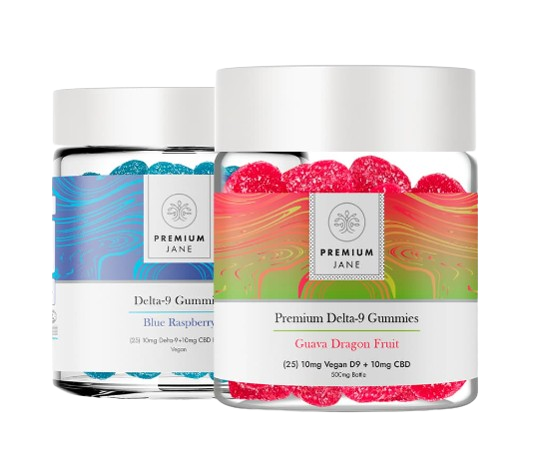 PREMIUM
JANE
Delta-9 Gummi
Blue Raspberry
(25) 10mg Delta-9+10mg CBD
Vegan
PREMIUM
JANE
Premium Delta-9 Gummies
Guava Dragon Fruit
(25) 10mg Vegan D9 + 10mg CBD
500mg Bottle